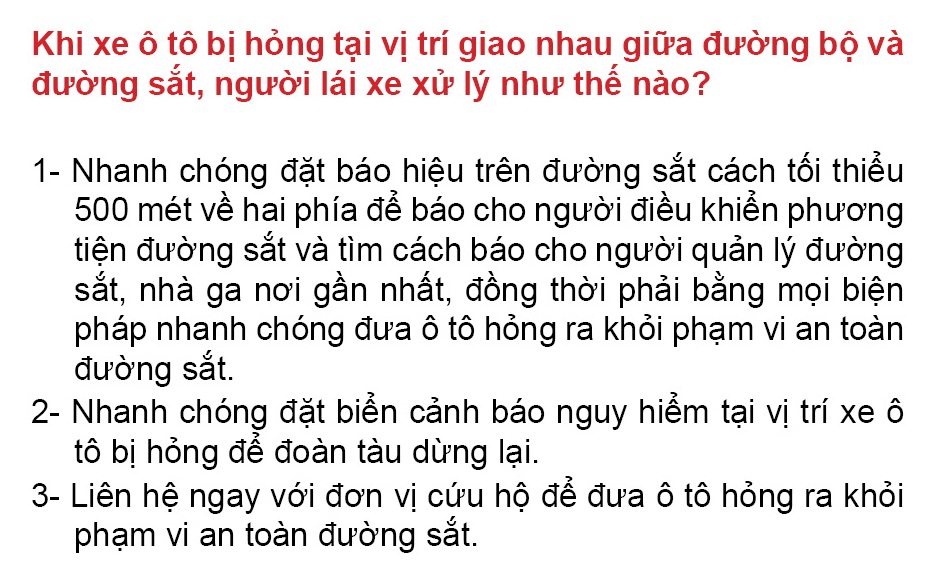 Khi xe ô tô bị hỏng tại vị trí giao nhau giữa đường bộ và
đường sắt, người lái xe xử lý như thế nào?
1- Nhanh chóng đặt báo hiệu trên đường sắt cách tối thiểu
500 mét về hai phía để báo cho người điều khiển phương
tiện đường sắt và tìm cách báo cho người quản lý đường
sắt, nhà ga nơi gần nhất, đồng thời phải bằng mọi biện
pháp nhanh chóng đưa ô tô hỏng ra khỏi phạm vi an toàn
đường sắt.
2- Nhanh chóng đặt biển cảnh báo nguy hiểm tại vị trí xe ô
tô bị hỏng để đoàn tàu dừng lại.
3- Liên hệ ngay với đơn vị cứu hộ để đưa ô tô hỏng ra khỏi
phạm vi an toàn đường sắt.